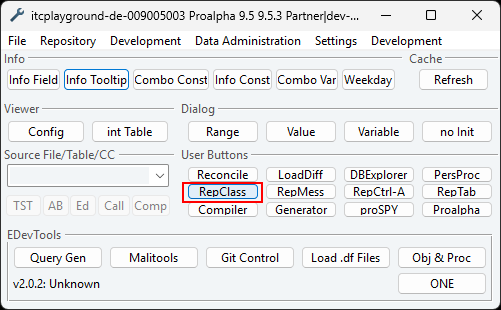 itcplayground-de-009005003 Proalpha 9.5 9.5.3 Partner|dev-...
File Repository Development Data Administration Settings Development
Info Cache
Info Field Info Tooltip Combo Const Info Const Combo Var Weekday Refresh
Viewer Dialog
Config int Table Range Value Variable no Init
Source File/Table/CC User Buttons
Reconcile LoadDiff DBExplorer PersProc
RepClass RepMess RepCtrl-A RepTab
TST AB Ed Call Comp Compiler Generator proSPY Proalpha
EDevTools
Query Gen Malitools Git Control Load .df Files Obj & Proc
v2.0.2: Unknown ONE